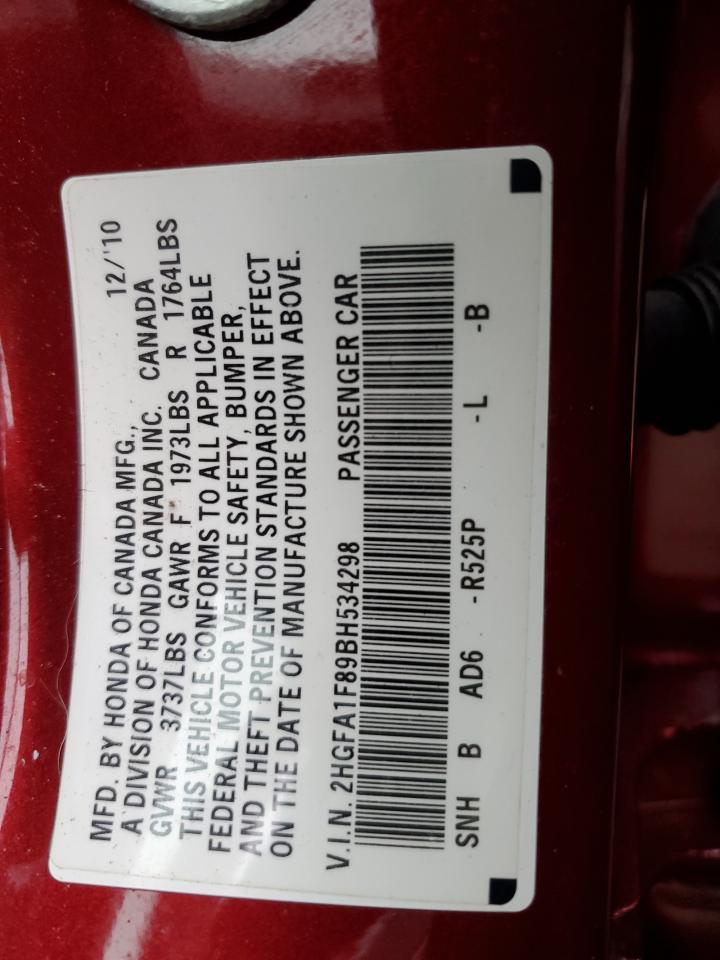 MFD. BY HONDA OF CANADA MFG., 12/'10
A DIVISION OF HONDA CANADA INC. CANADA
GVWR 3737LBS GAWR F 1973LBS R 1764LBS
THIS VEHICLE CONFORMS TO ALL APPLICABLE
FEDERAL MOTOR VEHICLE SAFETY, BUMPER,
AND THEFT PREVENTION STANDARDS IN EFFECT
ON THE DATE OF MANUFACTURE SHOWN ABOVE.
V.I.N. 2HGFA1F89BH534298 PASSENGER CAR
SNH B AD6 -R525P -L -B